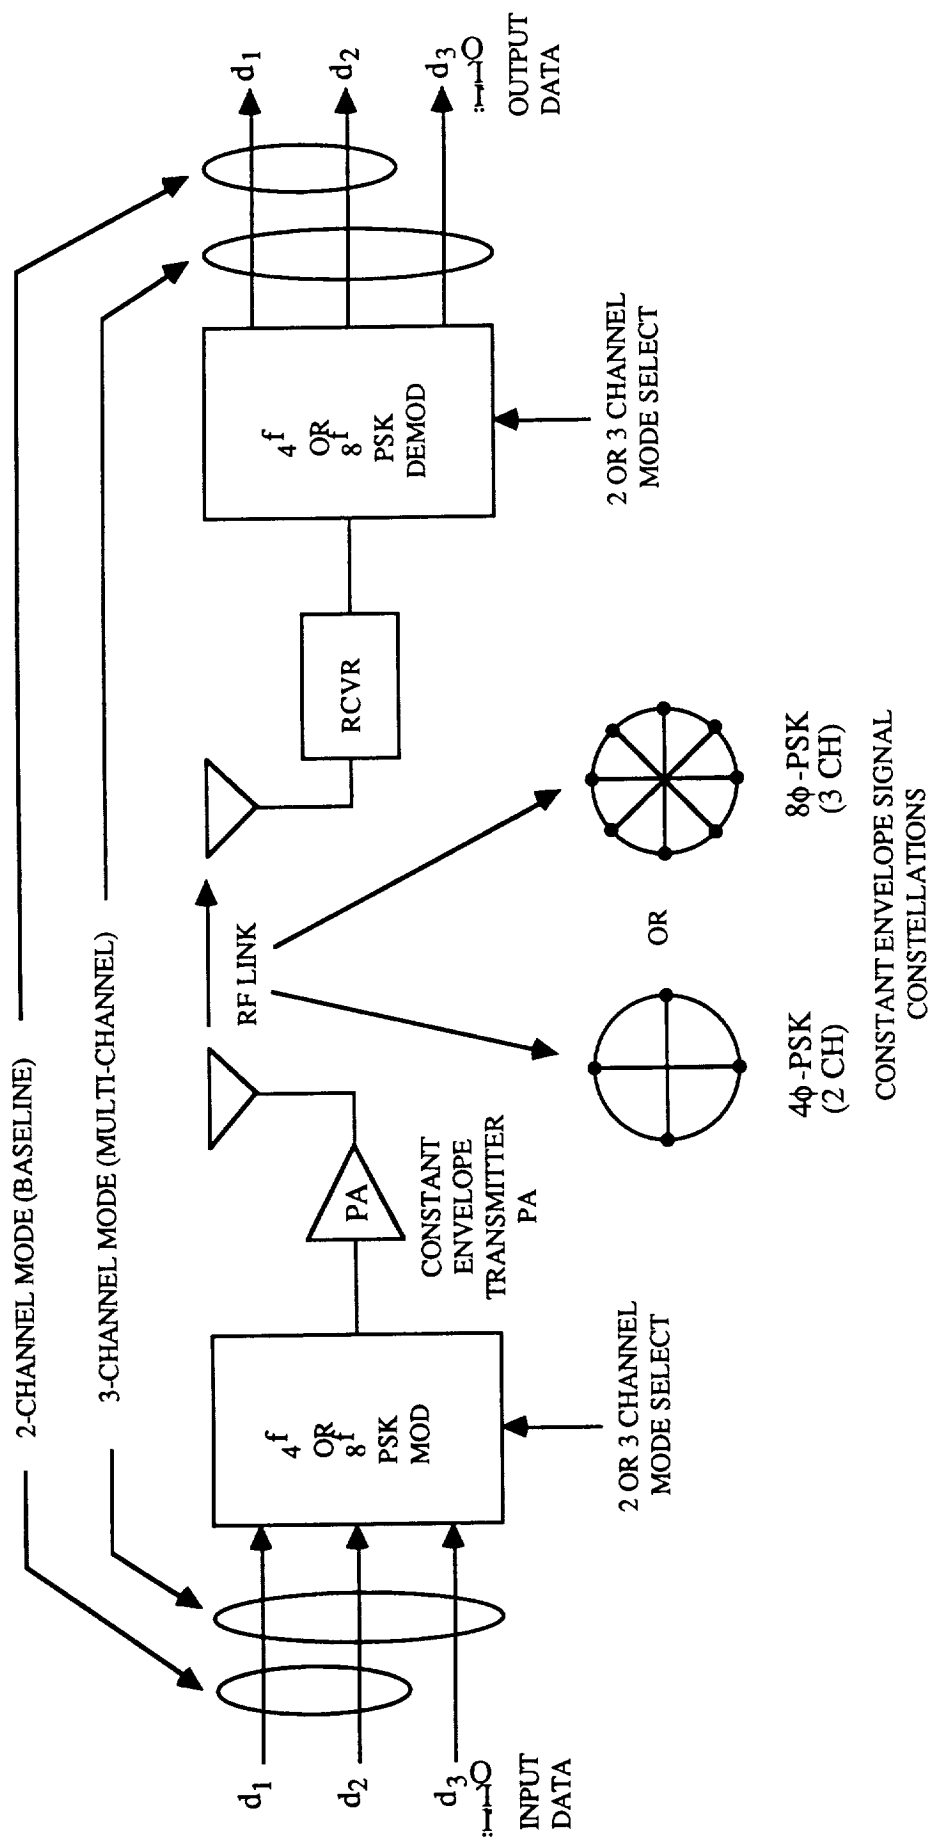 2-CHANNEL MODE (BASELINE)
3-CHANNEL MODE (MULTI-CHANNEL)
d1
d2
d3
INPUT
DATA
4f
OR
8f
PSK
MOD
2 OR 3 CHANNEL
MODE SELECT
PA
CONSTANT
ENVELOPE
TRANSMITTER
PA
RF LINK
RCVR
4f
OR
8f
PSK
DEMOD
2 OR 3 CHANNEL
MODE SELECT
d1
d2
d3
OUTPUT
DATA
4ϕ-PSK
(2 CH)
OR
8ϕ-PSK
(3 CH)
CONSTANT ENVELOPE SIGNAL
CONSTELLATIONS